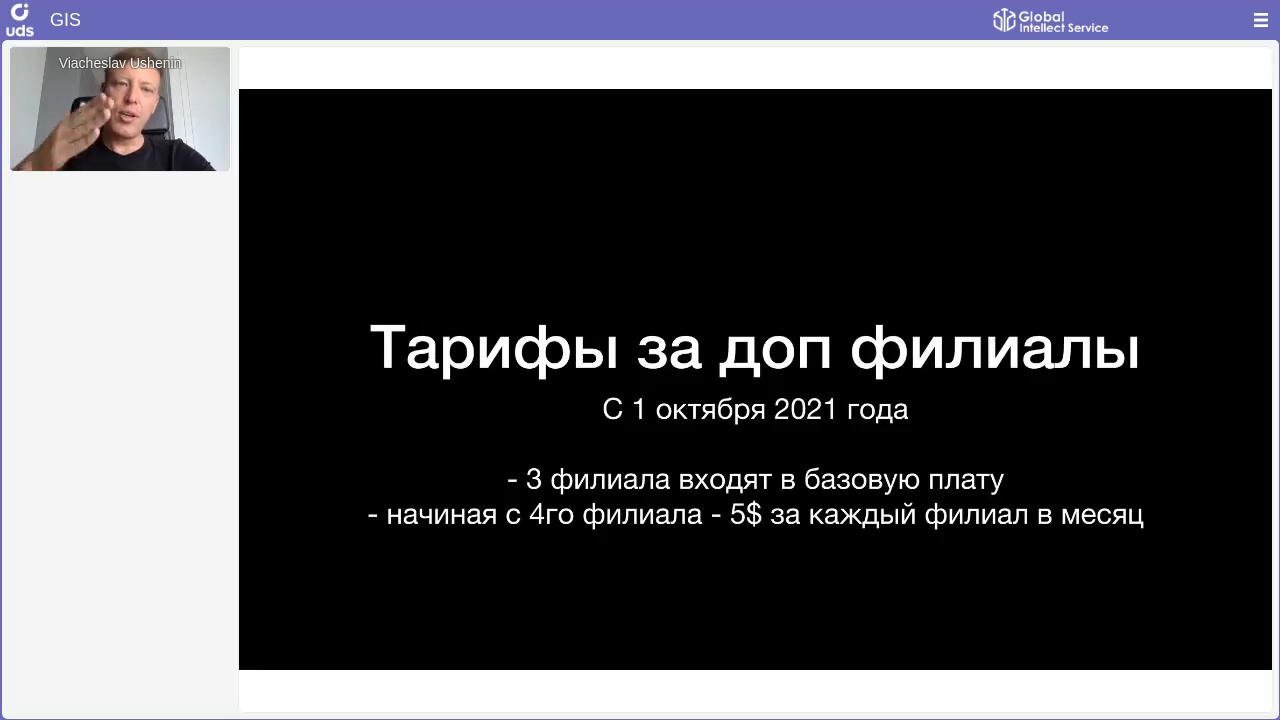 uds
GIS
Global
Intellect Service
Viacheslav Ushenin
Тарифы за доп филиалы
С 1 октября 2021 года
- 3 филиала входят в базовую плату
- начиная с 4го филиала - 5$ за каждый филиал в месяц